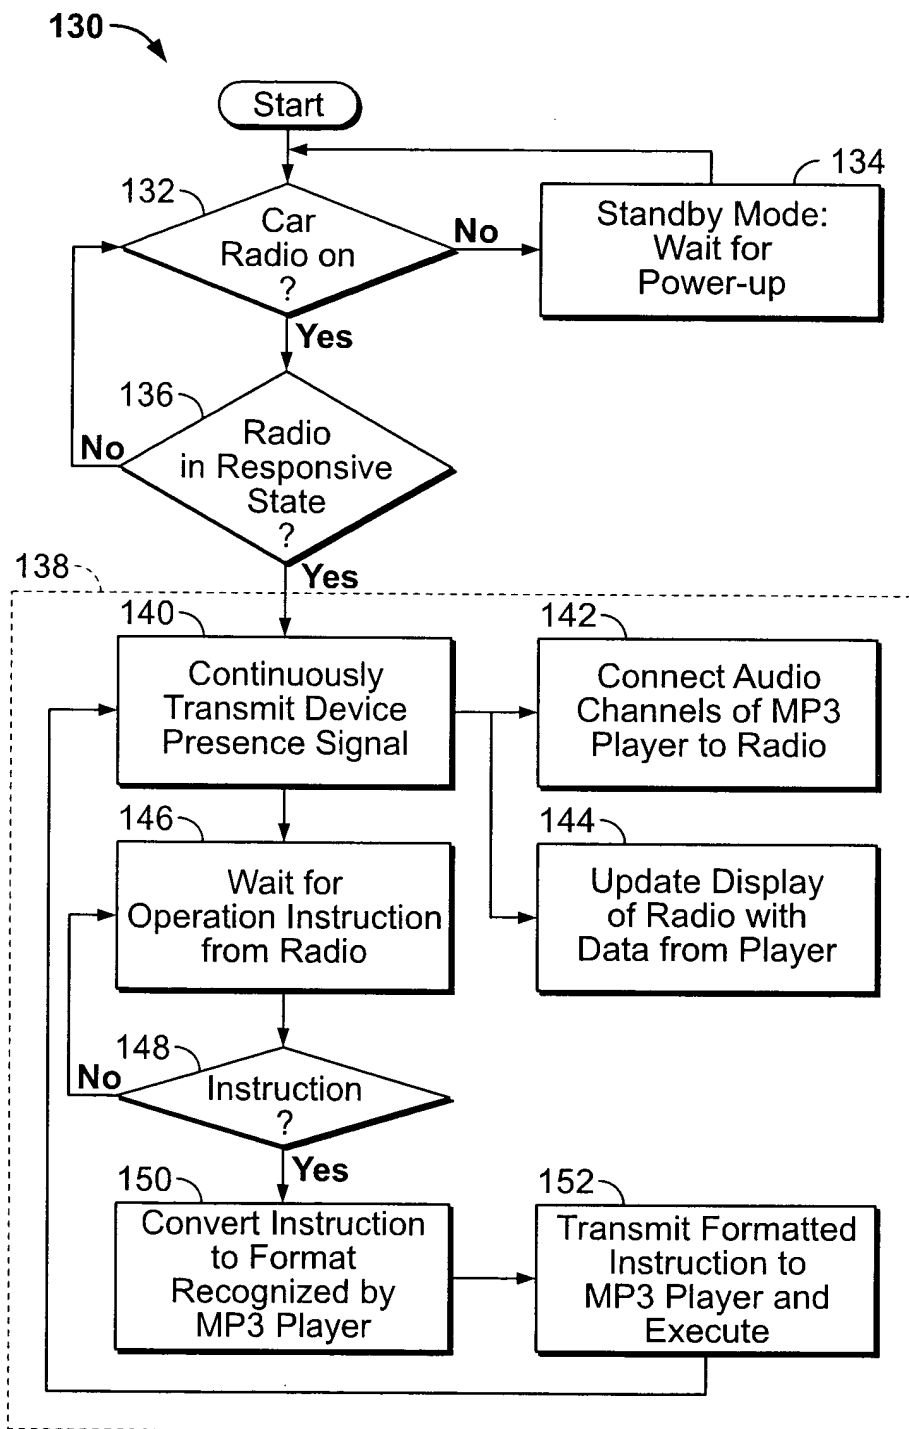 130
Start
132
Car
Radio on
?
No
134
Standby Mode:
Wait for
Power-up
Yes
136
Radio
in Responsive
State
?
No
Yes
138
140
Continuously
Transmit Device
Presence Signal
142
Connect Audio
Channels of MP3
Player to Radio
146
Wait for
Operation Instruction
from Radio
144
Update Display
of Radio with
Data from Player
148
Instruction
?
No
Yes
150
Convert Instruction
to Format
Recognized by
MP3 Player
152
Transmit Formatted
Instruction to
MP3 Player and
Execute